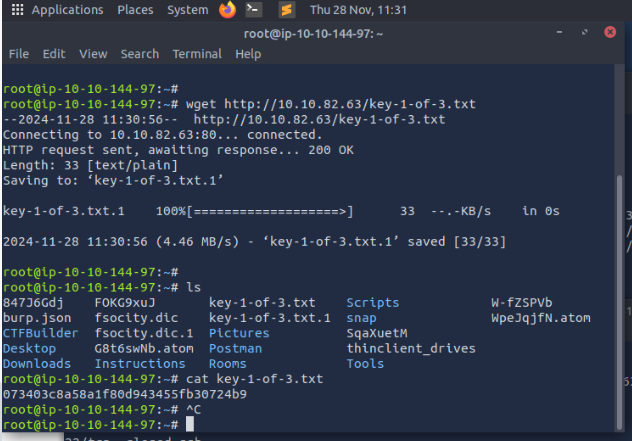 Applications Places System Thu 28 Nov, 11:31
root@ip-10-10-144-97: ~
File Edit View Search Terminal Help
root@ip-10-10-144-97:~#
root@ip-10-10-144-97:~# wget http://10.10.82.63/key-1-of-3.txt
--2024-11-28 11:30:56-- http://10.10.82.63/key-1-of-3.txt
Connecting to 10.10.82.63:80... connected.
HTTP request sent, awaiting response... 200 OK
Length: 33 [text/plain]
Saving to: ‘key-1-of-3.txt.1’
key-1-of-3.txt.1 100%[===================>] 33 --.-KB/s in 0s
2024-11-28 11:30:56 (4.46 MB/s) - ‘key-1-of-3.txt.1’ saved [33/33]
root@ip-10-10-144-97:~#
root@ip-10-10-144-97:~# ls
847J6Gdj FOKG9xuJ key-1-of-3.txt Scripts W-fZSPVb
burp.json fsocity.dic key-1-of-3.txt.1 snap WpeJqjfN.atom
CTFBuilder fsocity.dic.1 Pictures SqaXuetM
Desktop G8t6swNb.atom Postman thinclient_drives
Downloads Instructions Rooms Tools
root@ip-10-10-144-97:~# cat key-1-of-3.txt
073403c8a58a1f80d943455fb30724b9
root@ip-10-10-144-97:~# ^C
root@ip-10-10-144-97:~#